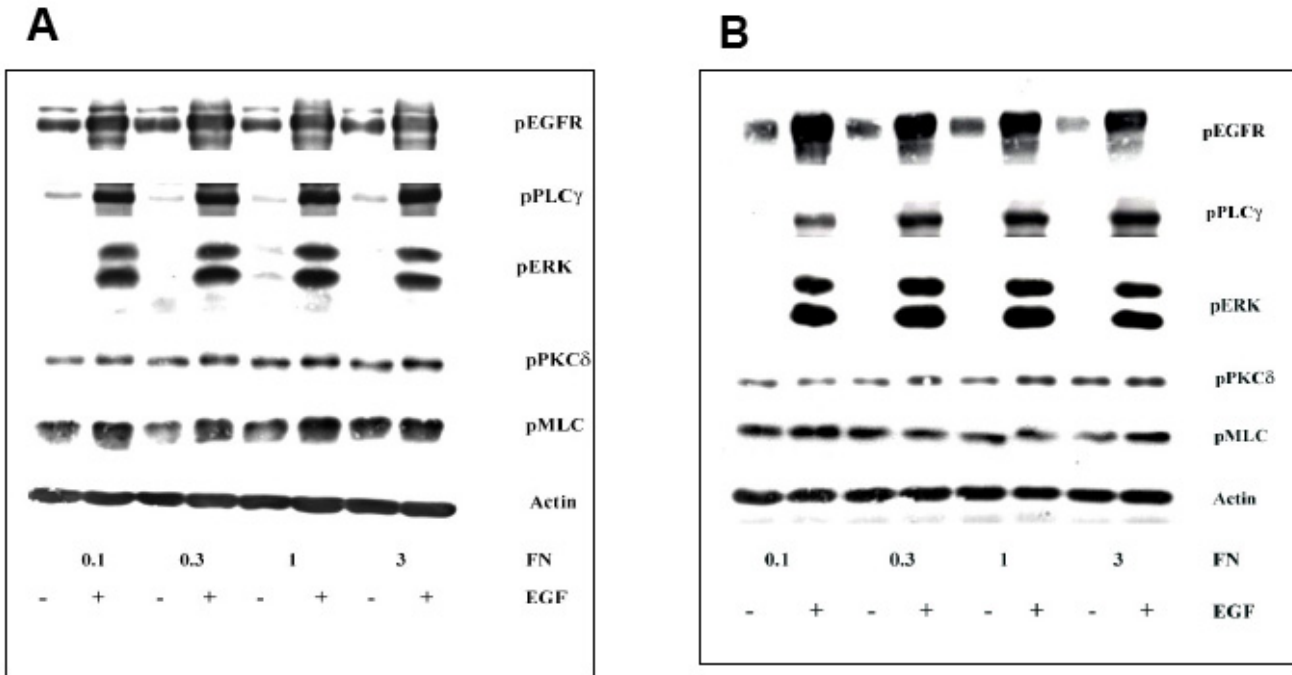 A
pEGFR
pPLCγ
pERK
pPKCδ
pMLC
Actin
0.1 0.3 1 3 FN
- + - + - + - + EGF
B
pEGFR
pPLCγ
pERK
pPKCδ
pMLC
Actin
0.1 0.3 1 3 FN
- + - + - + - + EGF